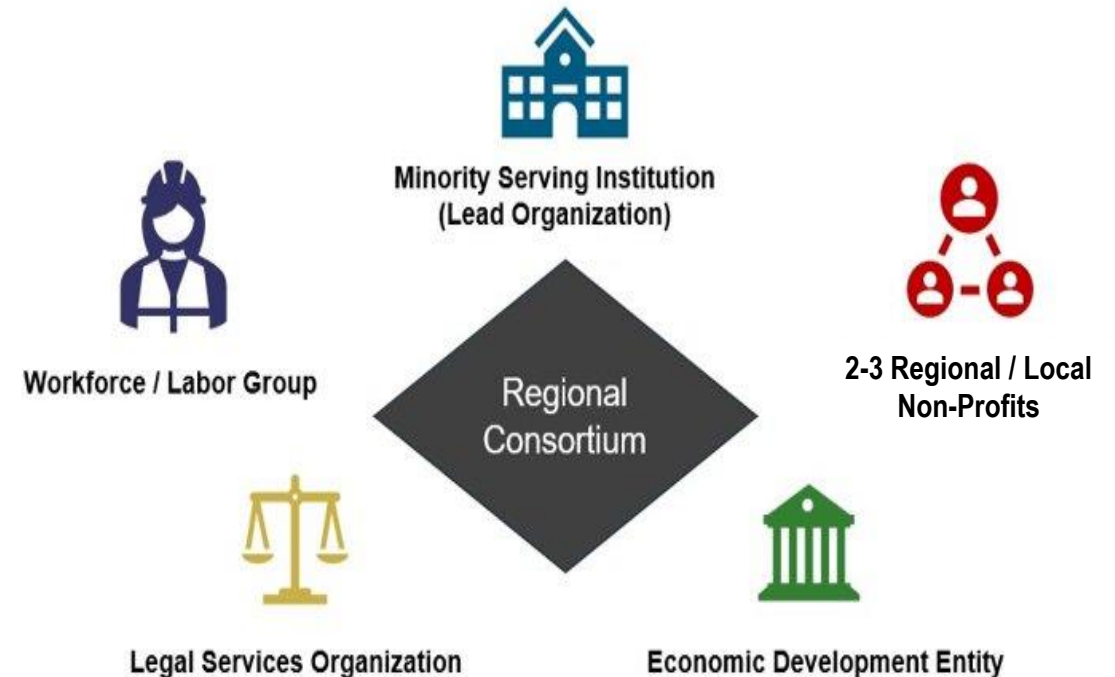 Minority Serving Institution
(Lead Organization)
Workforce / Labor Group
2-3 Regional / Local
Non-Profits
Regional
Consortium
Legal Services Organization
Economic Development Entity